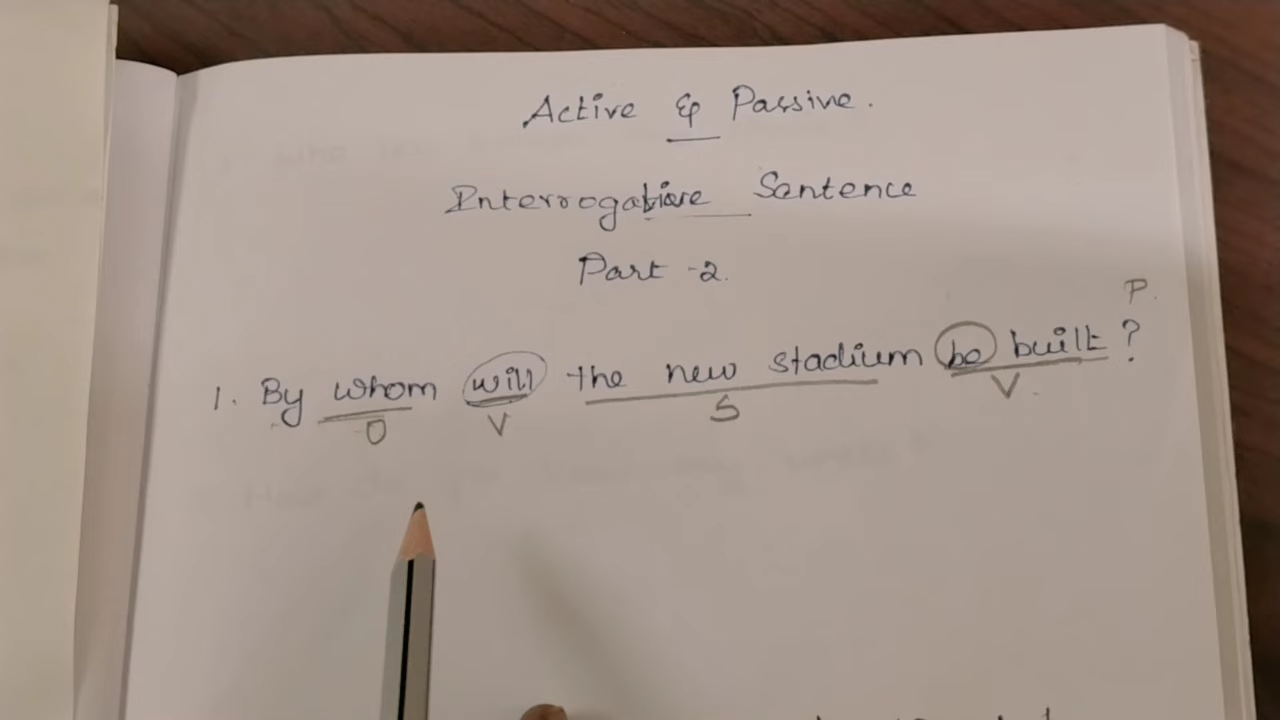 Active & Passive.
Interrogative Sentence
Part -2.
P.
1. By whom will the new stadium be built?
O V S V